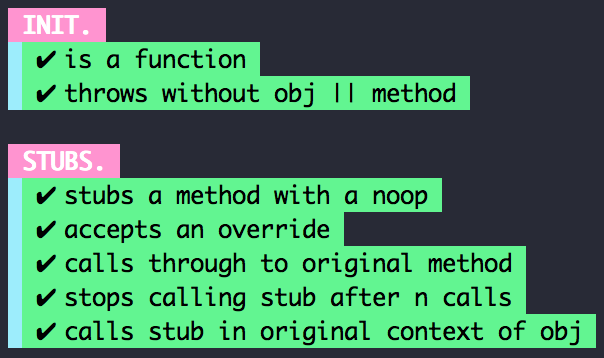 INIT.
✔ is a function
✔ throws without obj || method
STUBS.
✔ stubs a method with a noop
✔ accepts an override
✔ calls through to original method
✔ stops calling stub after n calls
✔ calls stub in original context of obj